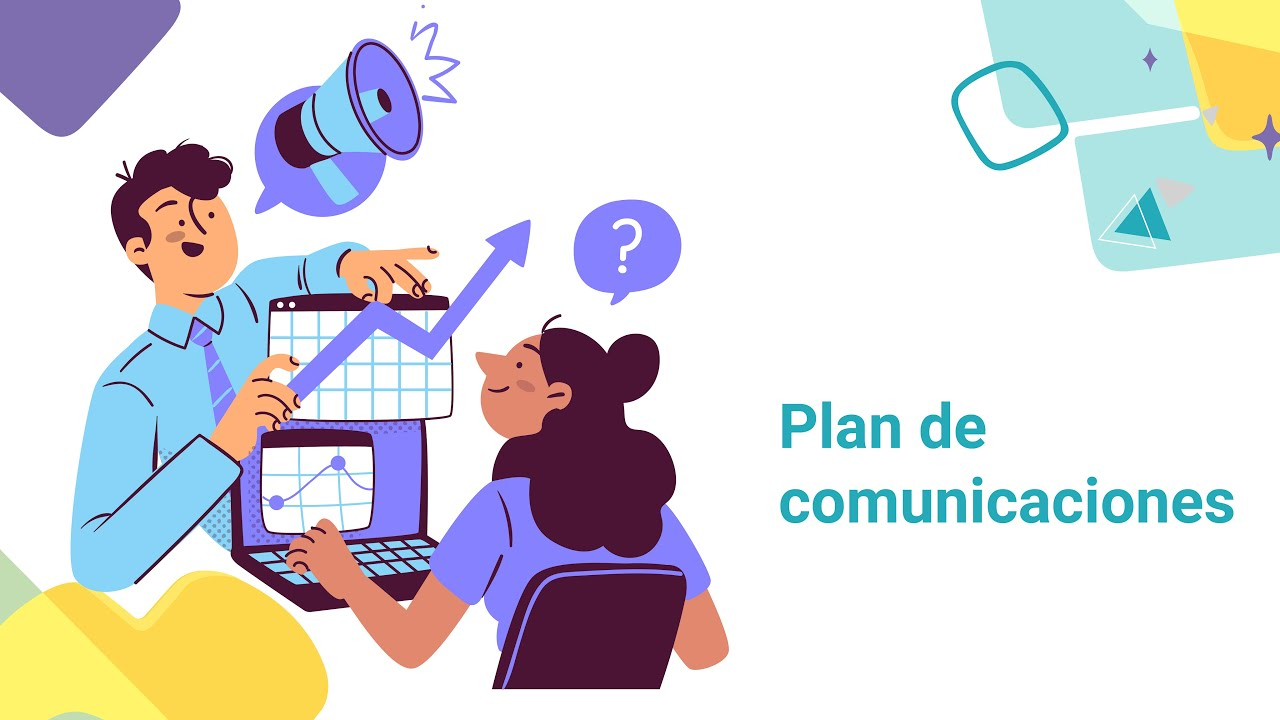 ?
Plan de
comunicaciones